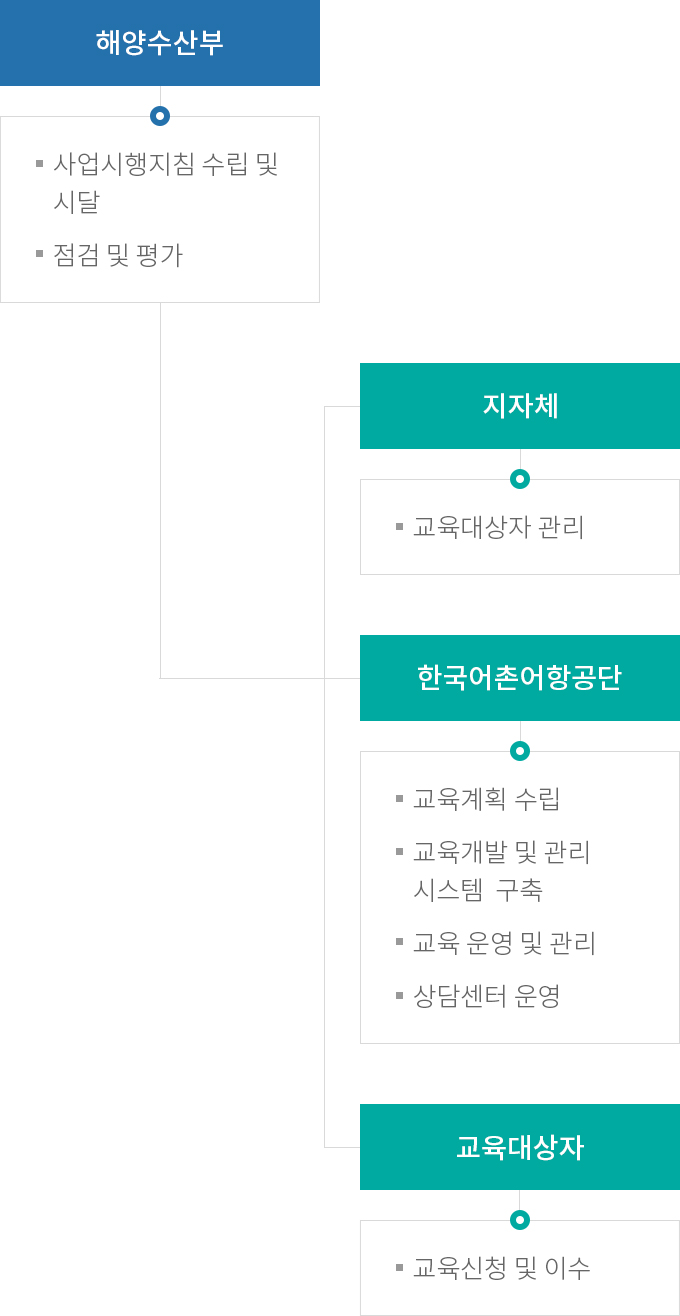 해양수산부
사업시행지침 수립 및
시달
점검 및 평가
지자체
교육대상자 관리
한국어촌어항공단
교육계획 수립
교육개발 및 관리
시스템 구축
교육 운영 및 관리
상담센터 운영
교육대상자
교육신청 및 이수